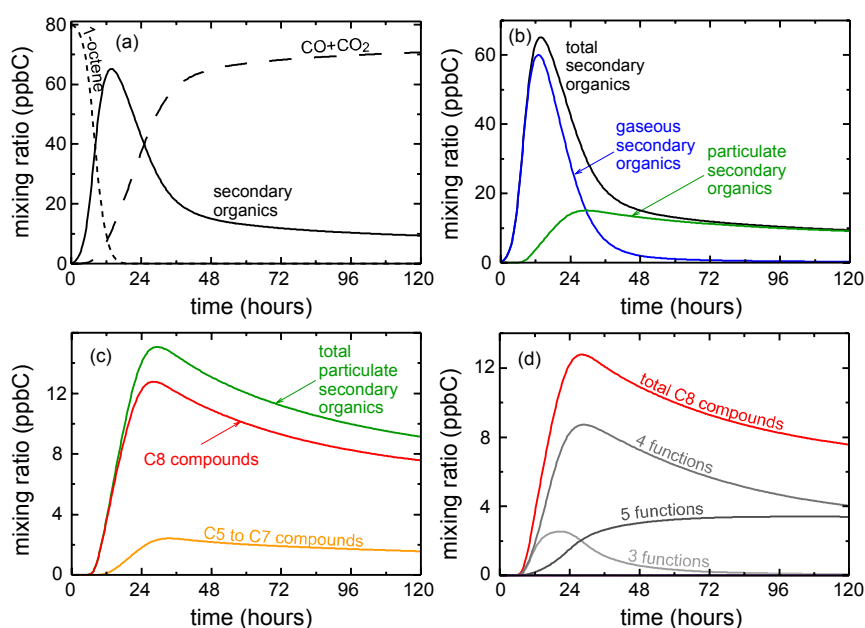 (a)
1-octene
CO+CO2
secondary
organics
80
60
40
20
0
mixing ratio (ppbC)
0 24 48 72 96 120
time (hours)
(b)
total
secondary
organics
gaseous
secondary
organics
particulate
secondary
organics
60
40
20
0
mixing ratio (ppbC)
0 24 48 72 96 120
time (hours)
(c)
total
particulate
secondary
organics
C8 compounds
C5 to C7 compounds
12
8
4
0
mixing ratio (ppbC)
0 24 48 72 96 120
time (hours)
(d)
total C8 compounds
4 functions
5 functions
3 functions
12
8
4
0
mixing ratio (ppbC)
0 24 48 72 96 120
time (hours)